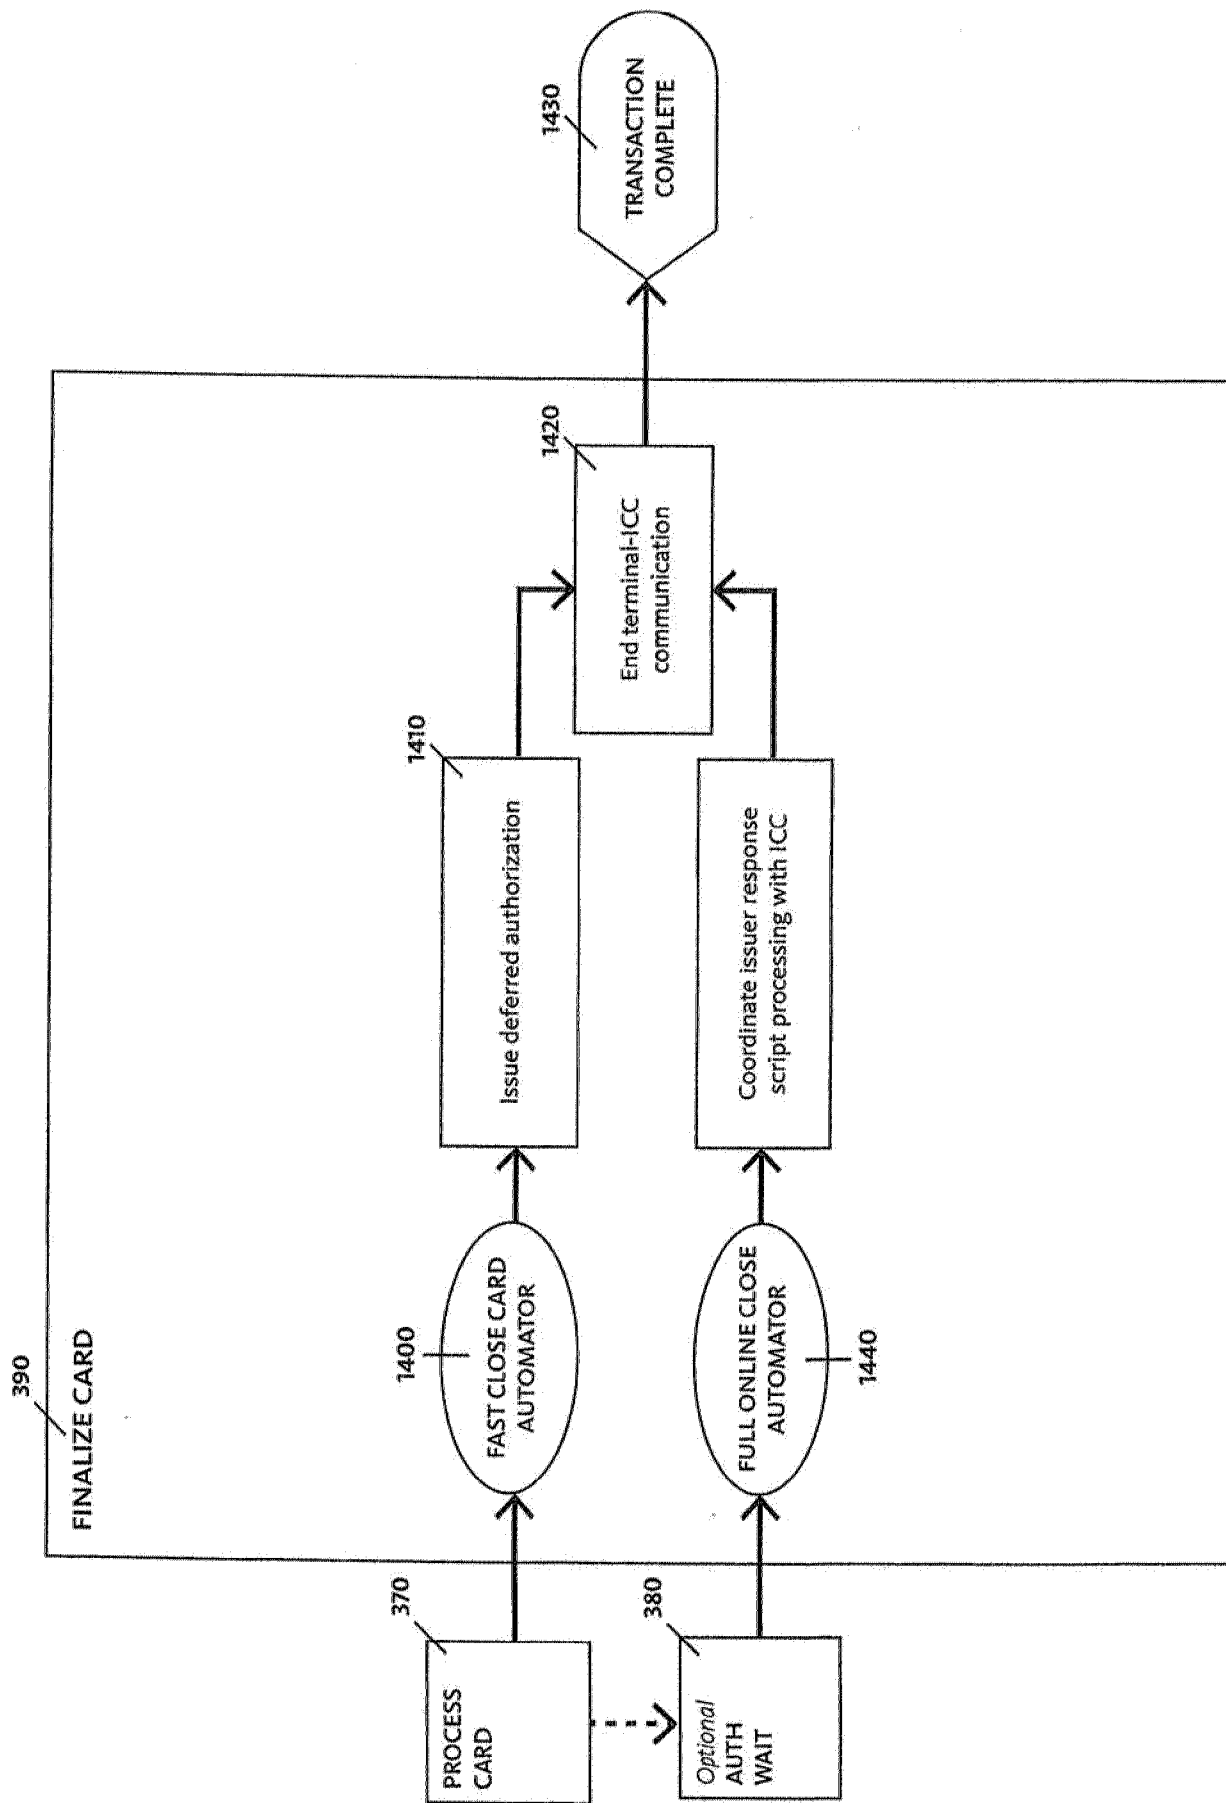 390
FINALIZE CARD
370
PROCESS
CARD
380
Optional
AUTH
WAIT
1400
FAST CLOSE CARD
AUTOMATOR
1410
Issue deferred authorization
1440
FULL ONLINE CLOSE
AUTOMATOR
Coordinate issuer response
script processing with ICC
1420
End terminal-ICC
communication
1430
TRANSACTION
COMPLETE